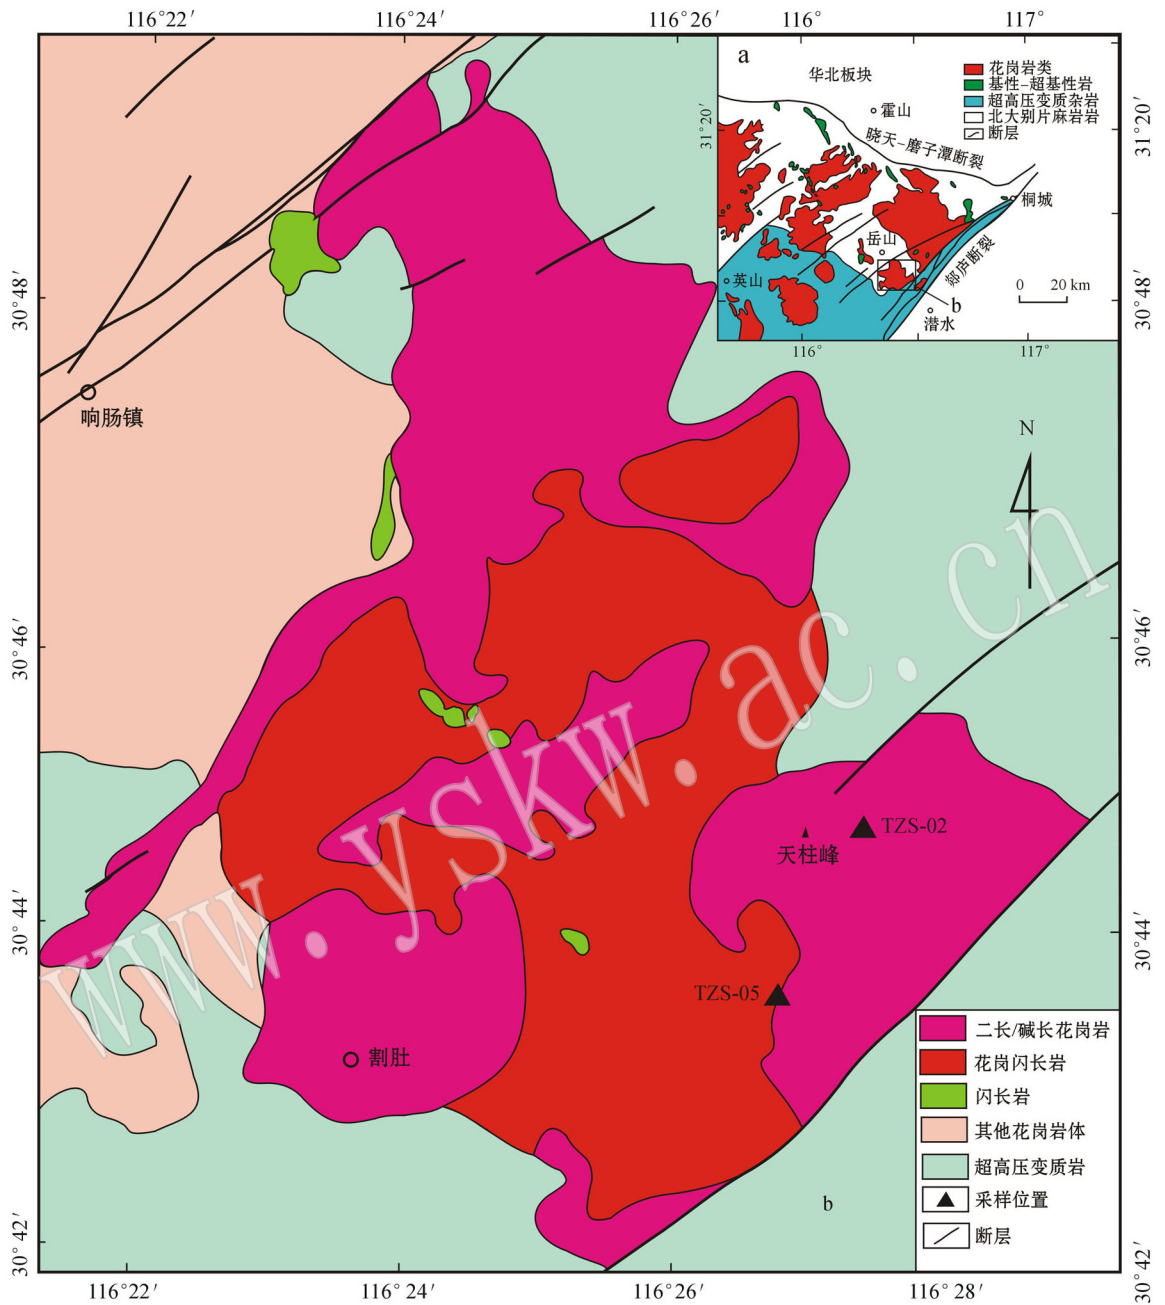 116°22′
116°24′
116°26′
116°
117°
a
华北板块
花岗岩类
基性-超基性岩
超高压变质杂岩
北大别片麻岩岩
断层
霍山
晓天-磨子潭断裂
31°20′
31°20′
桐城
岳山
郯庐断裂
英山
0 20 km
b
潜水
30°48′
30°48′
116°
117°
响肠镇
N
30°46′
30°46′
www.yskw.ac.cn
TZS-02
天柱峰
30°44′
30°44′
TZS-05
割肚
二长/碱长花岗岩
花岗闪长岩
闪长岩
其他花岗岩体
超高压变质岩
采样位置
断层
b
30°42′
30°42′
116°22′
116°24′
116°26′
116°28′